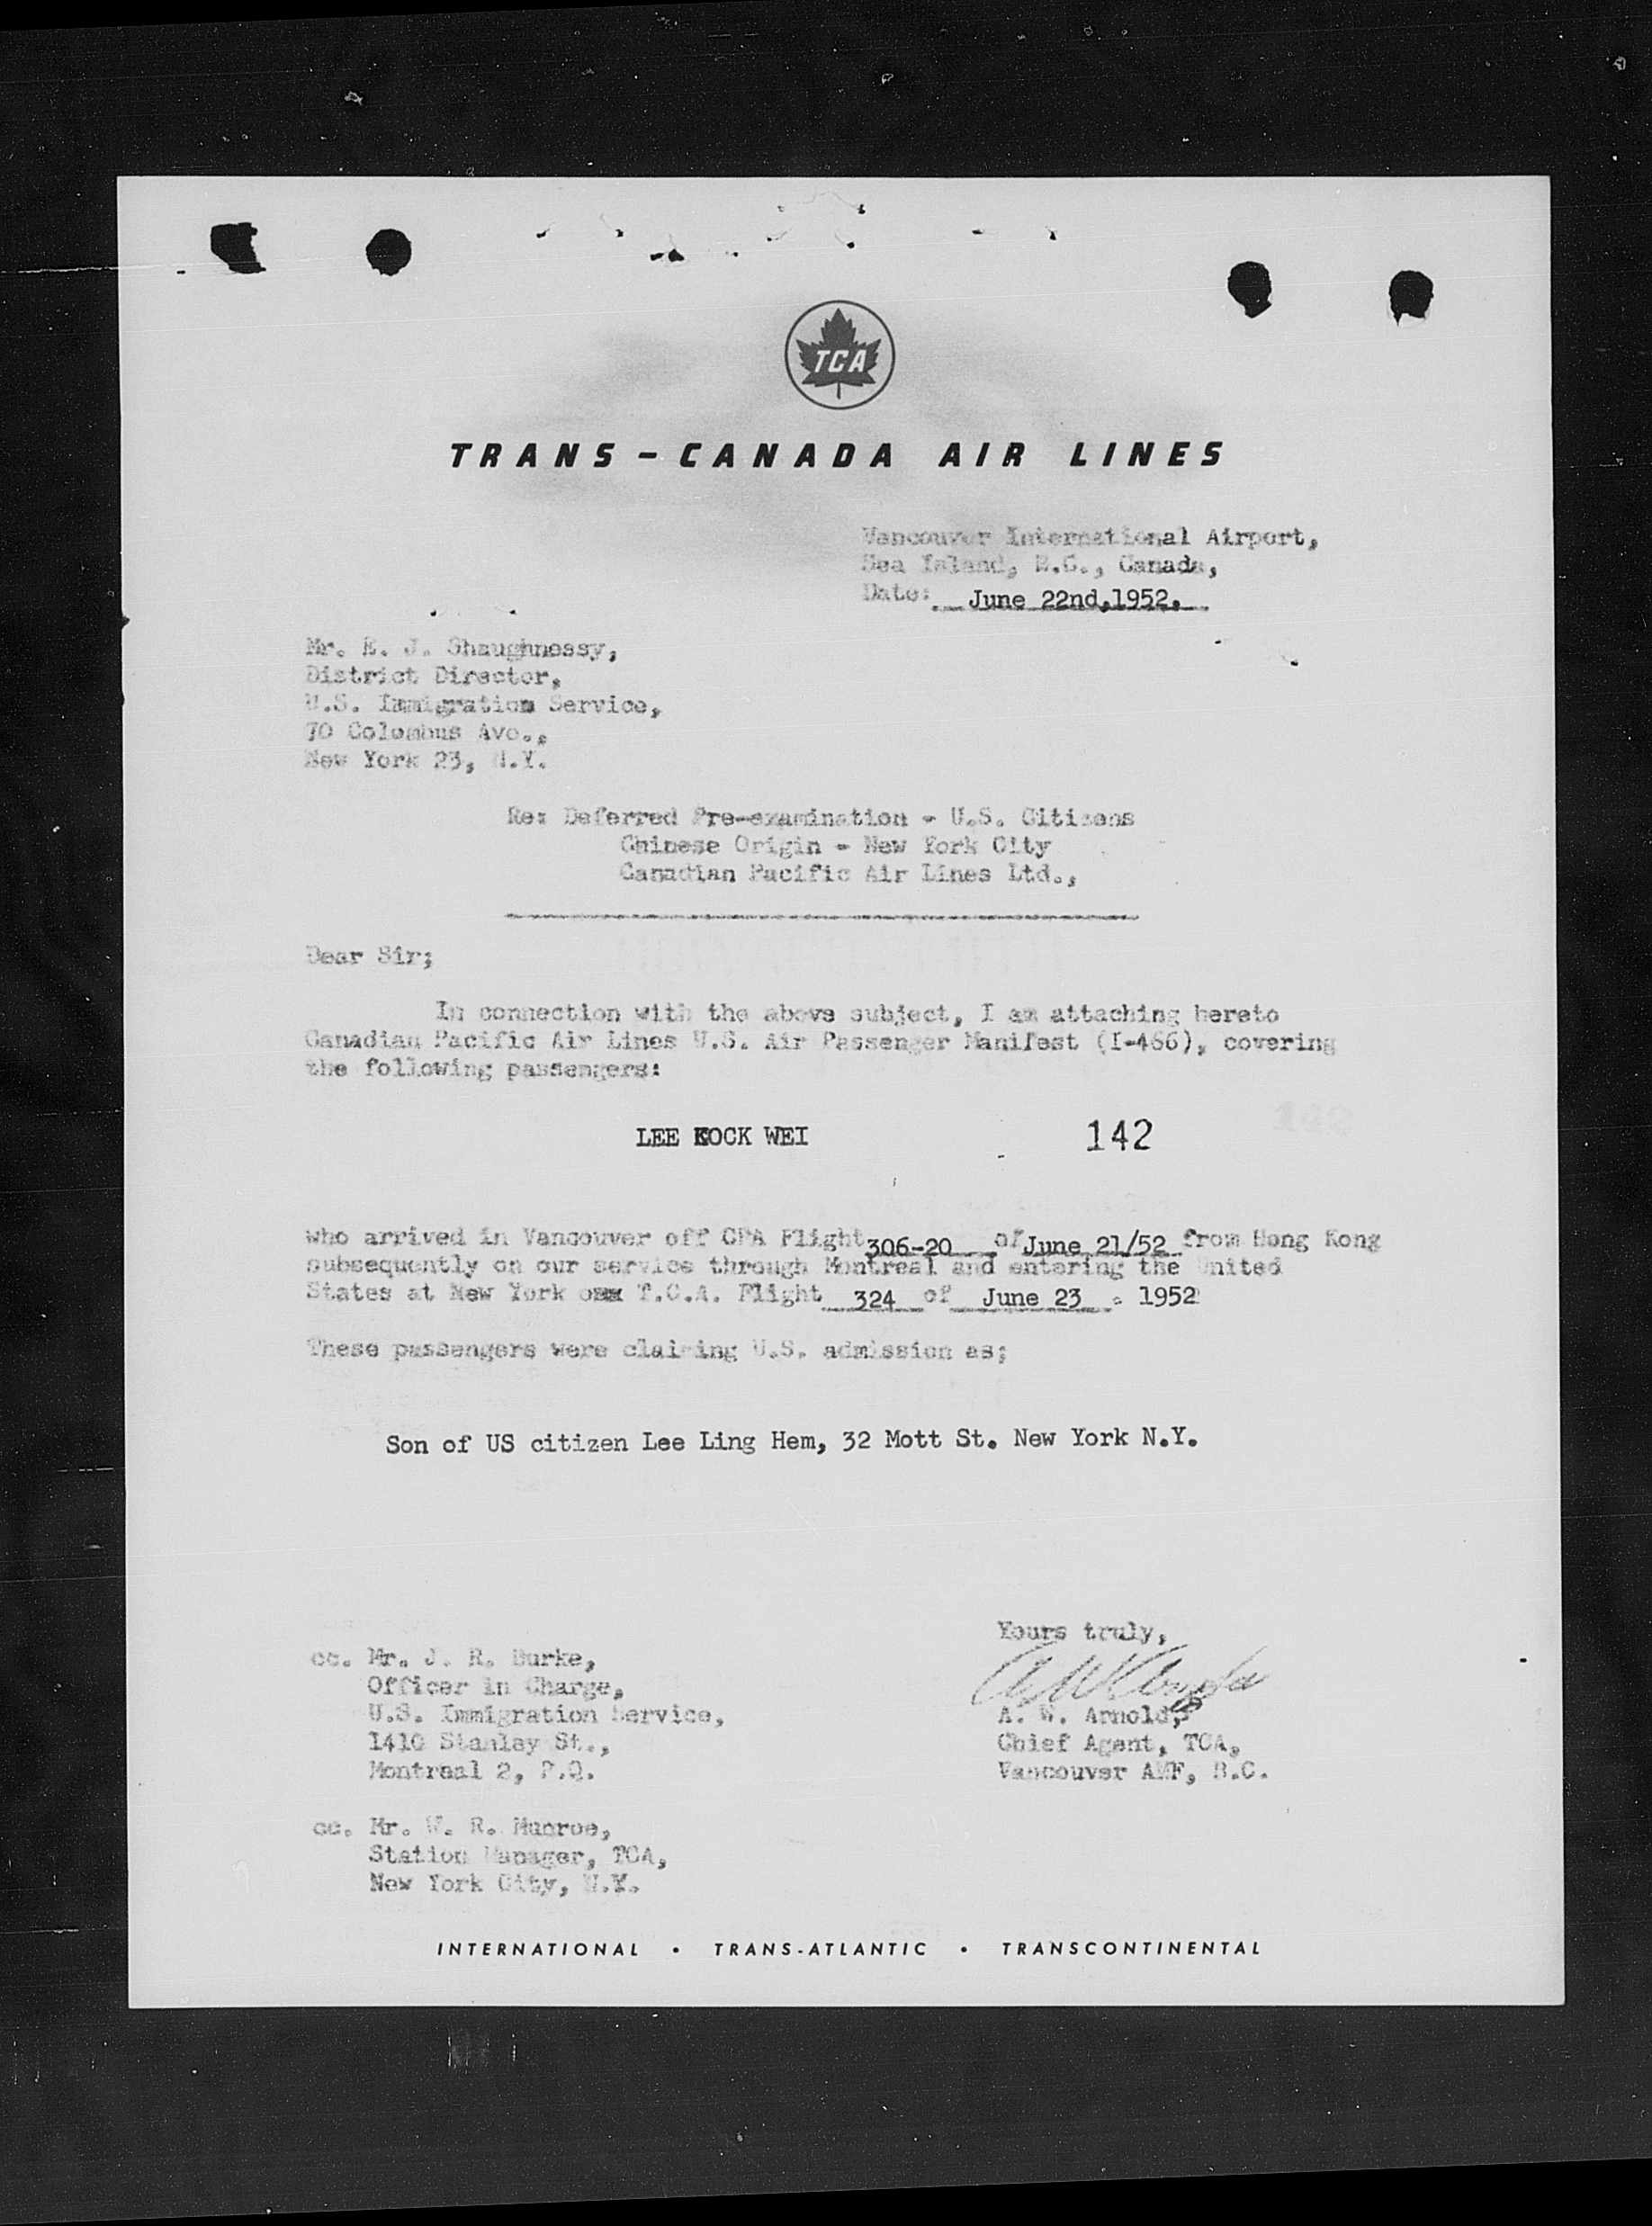 TCA
TRANS-CANADA AIR LINES
Vancouver International Airport,
Sea Island, B.C., Canada,
Date: June 22nd,1952.
Mr. E. J. Shaughnessy,
District Director,
U.S. Immigration Service,
70 Columbus Ave.,
New York 23, N.Y.
Re: Deferred Pre-examination - U.S. Citizens
Chinese Origin - New York City
Canadian Pacific Air Lines Ltd.,
Dear Sir;
In connection with the above subject, I am attaching hereto
Canadian Pacific Air Lines U.S. Air Passenger Manifest (I-466), covering
the following passengers:
LEE KOCK WEI 142
who arrived in Vancouver off CPA Flight 306-20 of June 21/52 from Hong Kong
subsequently on our service through Montreal and entering the United
States at New York on T.C.A. Flight 324 of June 23 . 1952
These passengers were claiming U.S. admission as;
Son of US citizen Lee Ling Hem, 32 Mott St. New York N.Y.
Yours truly,
A. W. Arnold,
Chief Agent, TCA,
Vancouver AMF, B.C.
cc. Mr. J. R. Burke,
Officer in Charge,
U.S. Immigration Service,
1410 Stanley St.,
Montreal 2, P.Q.
cc. Mr. W. R. Munroe,
Station Manager, TCA,
New York City, N.Y.
INTERNATIONAL • TRANS-ATLANTIC • TRANSCONTINENTAL